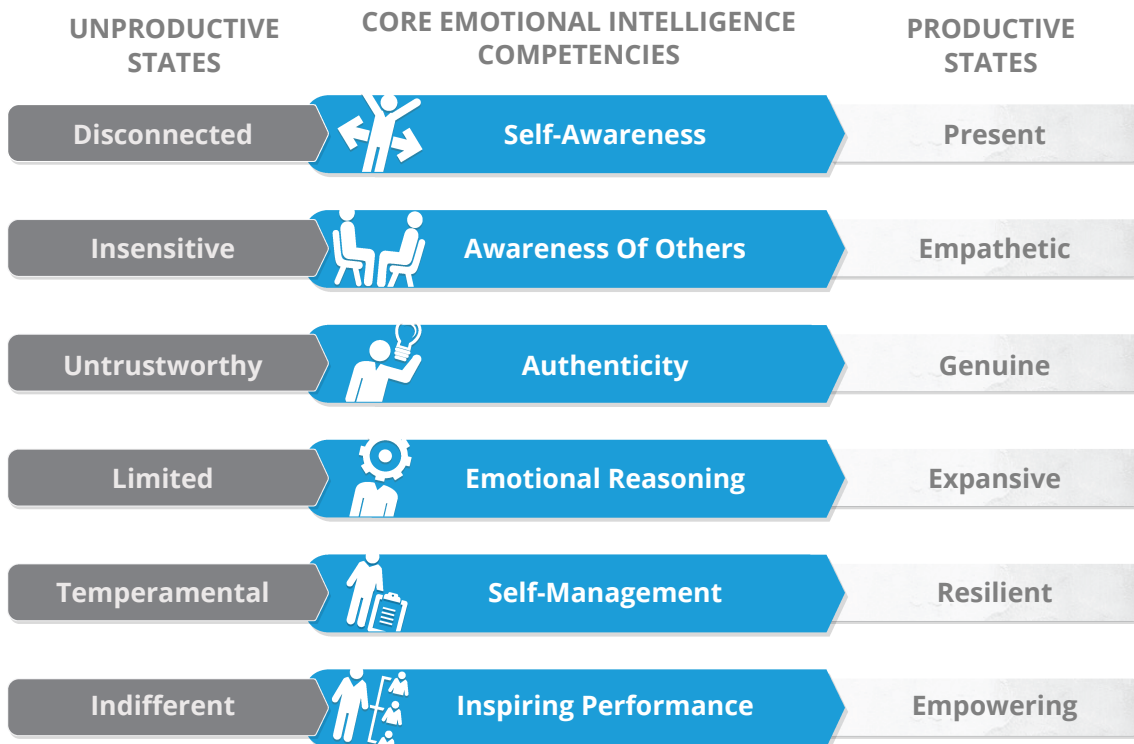 UNPRODUCTIVE
STATES
CORE EMOTIONAL INTELLIGENCE
COMPETENCIES
PRODUCTIVE
STATES
Disconnected
Self-Awareness
Present
Insensitive
Awareness Of Others
Empathetic
Untrustworthy
Authenticity
Genuine
Limited
Emotional Reasoning
Expansive
Temperamental
Self-Management
Resilient
Indifferent
Inspiring Performance
Empowering